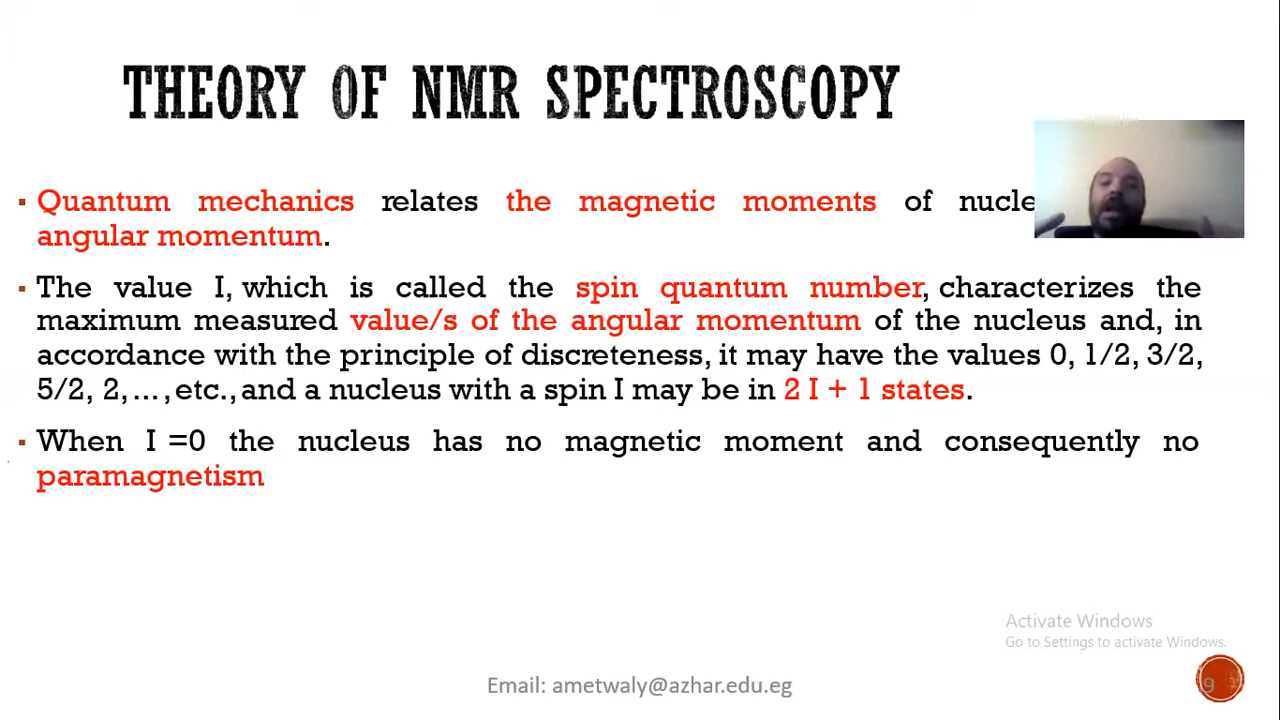 THEORY OF NMR SPECTROSCOPY
▪ Quantum mechanics relates the magnetic moments of
angular momentum.
▪ The value I, which is called the spin quantum number, characterizes the
maximum measured value/s of the angular momentum of the nucleus and, in
accordance with the principle of discreteness, it may have the values 0, 1/2, 3/2,
5/2, 2,..., etc., and a nucleus with a spin I may be in 2 I + 1 states.
▪ When I =0 the nucleus has no magnetic moment and consequently no
paramagnetism
Activate Windows
Go to Settings to activate Windows.
Email: ametwaly@azhar.edu.eg
9